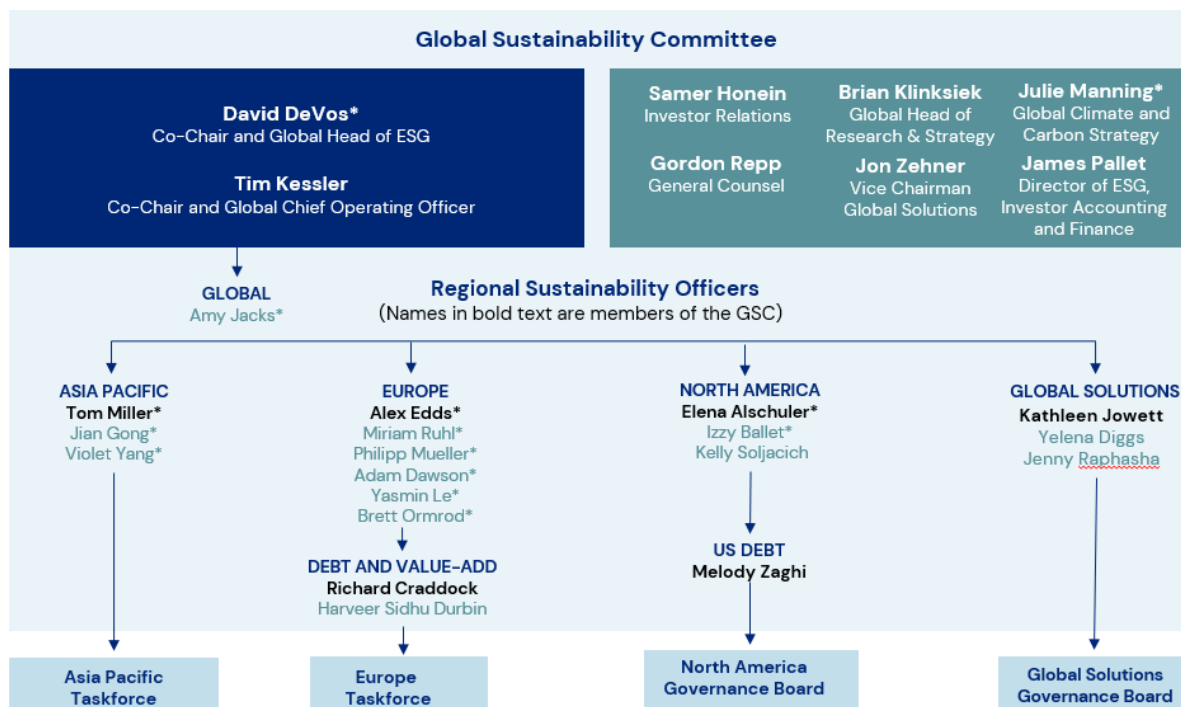 Global Sustainability Committee
David DeVos*
Co-Chair and Global Head of ESG
Tim Kessler
Co-Chair and Global Chief Operating Officer
Samer Honein
Investor Relations
Gordon Repp
General Counsel
Brian Klinksiek
Global Head of
Research & Strategy
Jon Zehner
Vice Chairman
Global Solutions
Julie Manning*
Global Climate and
Carbon Strategy
James Pallet
Director of ESG,
Investor Accounting
and Finance
GLOBAL
Amy Jacks*
Regional Sustainability Officers
(Names in bold text are members of the GSC)
ASIA PACIFIC
Tom Miller*
Jian Gong*
Violet Yang*
EUROPE
Alex Edds*
Miriam Ruhl*
Philipp Mueller*
Adam Dawson*
Yasmin Le*
Brett Ormrod*
DEBT AND VALUE-ADD
Richard Craddock
Harveer Sidhu Durbin
NORTH AMERICA
Elena Alschuler*
Izzy Ballet*
Kelly Soljacich
US DEBT
Melody Zaghi
GLOBAL SOLUTIONS
Kathleen Jowett
Yelena Diggs
Jenny Raphasha
Asia Pacific
Taskforce
Europe
Taskforce
North America
Governance Board
Global Solutions
Governance Board